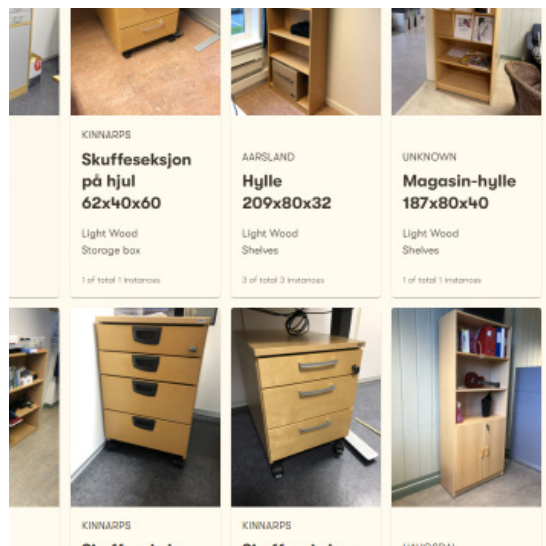 KINNARPS
Skuffeseksjon
på hjul
62x40x60
Light Wood
Storage box
1 of total 1 Instances
AARSLAND
Hylle
209x80x32
Light Wood
Shelves
3 of total 3 Instances
UNKNOWN
Magasin-hylle
187x80x40
Light Wood
Shelves
1 of total 1 Instances
KINNARPS
KINNARPS